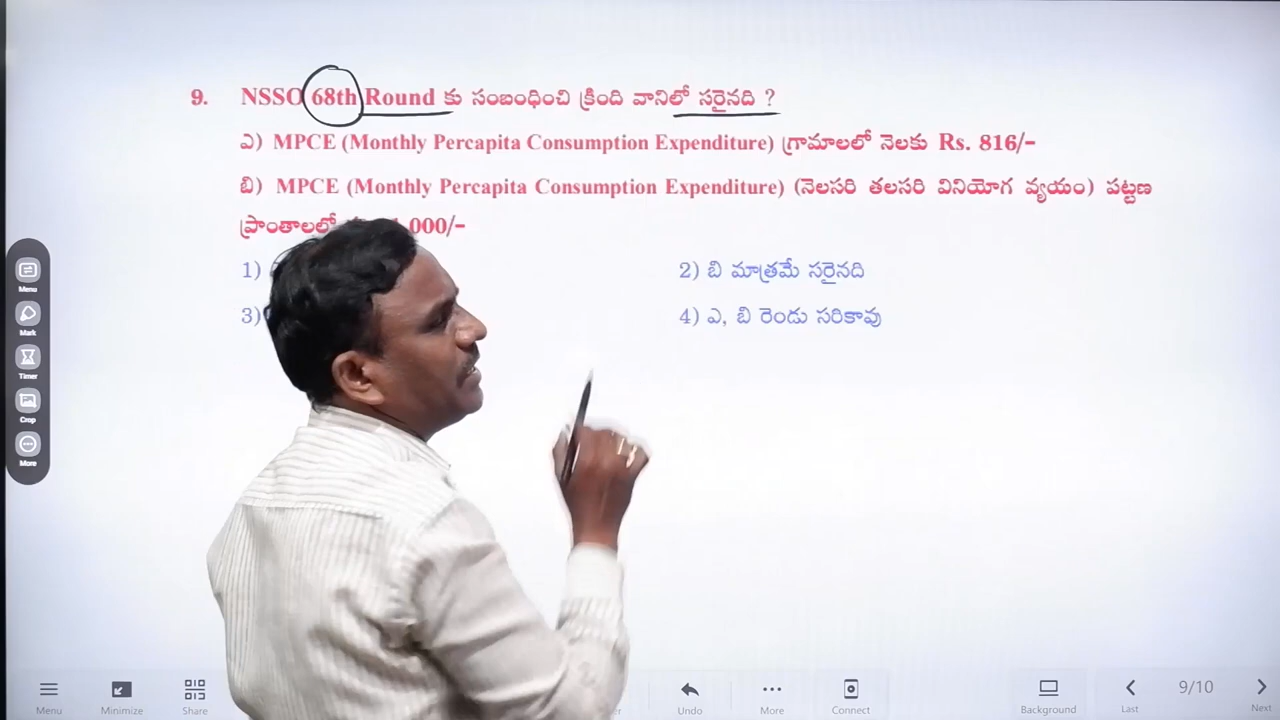 9. NSSO 68th Round కు సంబంధించి క్రింది వానిలో సరైనది ?
ఎ) MPCE (Monthly Percapita Consumption Expenditure) గ్రామాలలో నెలకు Rs. 816/-
బి) MPCE (Monthly Percapita Consumption Expenditure) (నెలసరి తలసరి వినియోగ వ్యయం) పట్టణ
ప్రాంతాలలో ,000/-
1) 2) బి మాత్రమే సరైనది
3) 4) ఎ, బి రెండు సరికావు
Menu
Mark
Timer
Crop
More
Menu Minimize Share Undo More Connect Background Last 9/10 Next